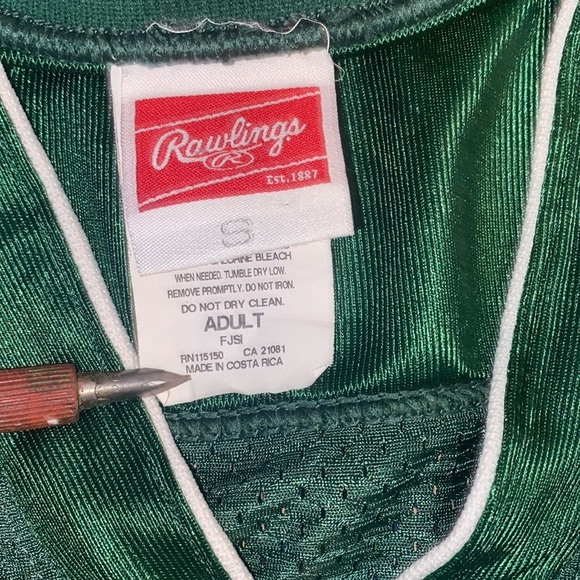 Rawlings
R
Est. 1887
S
BLEACH
WHEN NEEDED. TUMBLE DRY LOW.
REMOVE PROMPTLY. DO NOT IRON.
DO NOT DRY CLEAN.
ADULT
FJSI
RN115150 CA 21081
MADE IN COSTA RICA